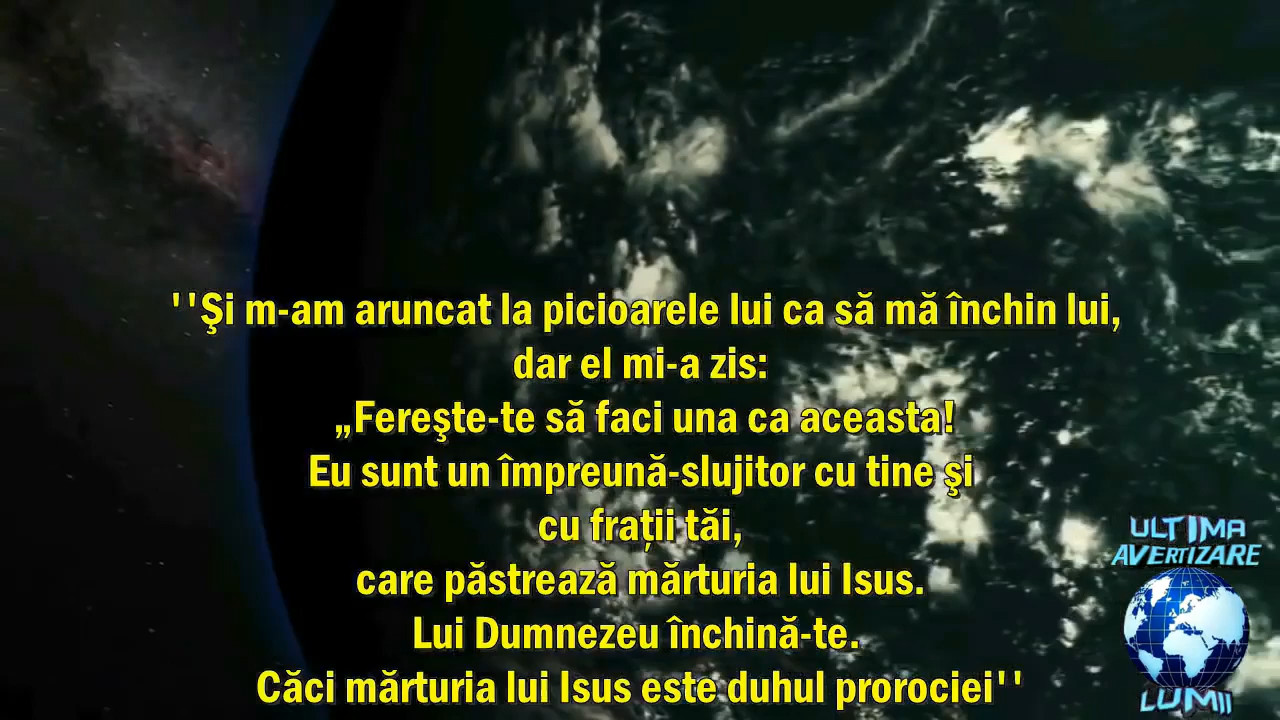 ''Şi m-am aruncat la picioarele lui ca să mă închin lui,
dar el mi-a zis:
„Fereşte-te să faci una ca aceasta!
Eu sunt un împreună-slujitor cu tine şi
cu frații tăi,
care păstrează mărturia lui Isus.
Lui Dumnezeu închină-te.
Căci mărturia lui Isus este duhul prorociei''
ULTIMA
AVERTIZARE
LUMII